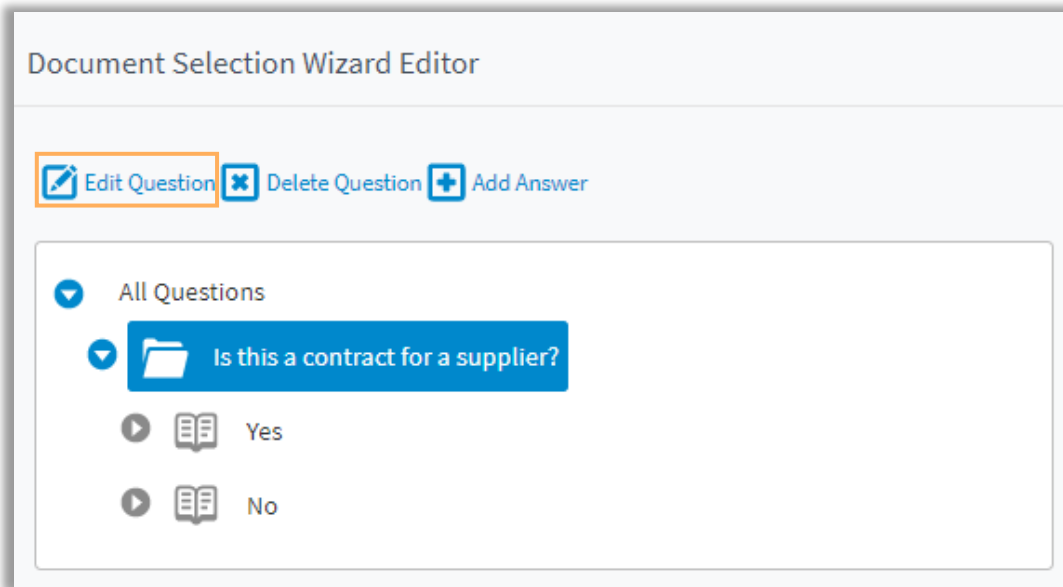 Document Selection Wizard Editor
Edit Question Delete Question Add Answer
All Questions
Is this a contract for a supplier?
Yes
No